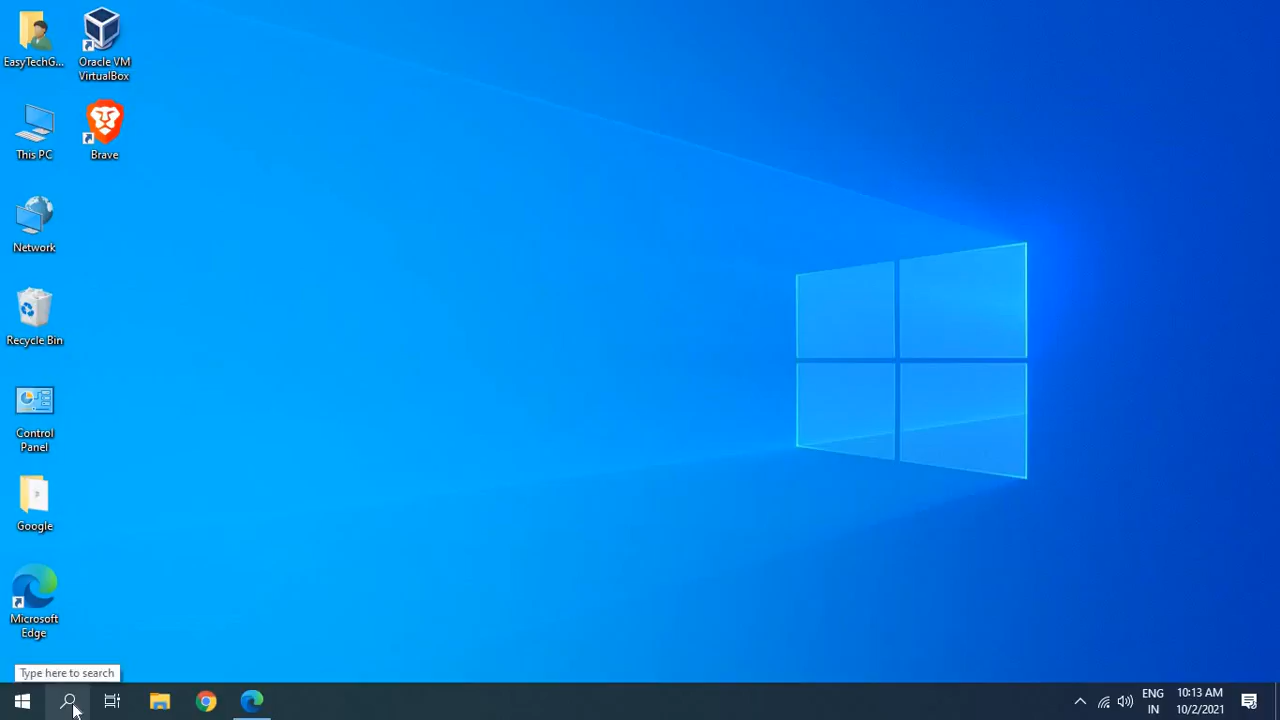 EasyTechG...
Oracle VM
VirtualBox
This PC
Brave
Network
Recycle Bin
Control
Panel
Google
Microsoft
Edge
Type here to search
ENG
IN
10:13 AM
10/2/2021